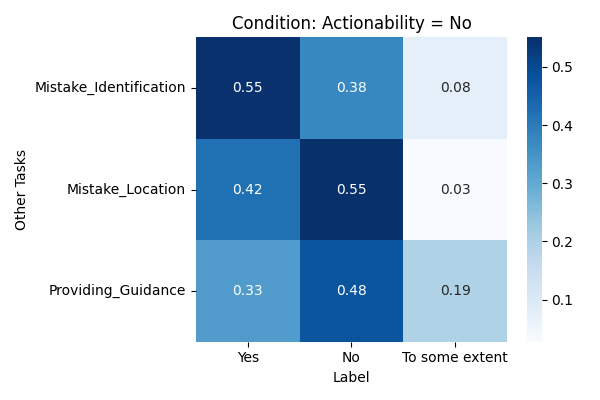 Condition: Actionability = No
Other Tasks
Mistake_Identification 0.55 0.38 0.08
Mistake_Location 0.42 0.55 0.03
Providing_Guidance 0.33 0.48 0.19
Yes No To some extent
Label
0.5
0.4
0.3
0.2
0.1